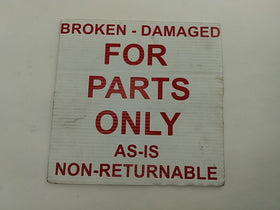 BROKEN - DAMAGED
FOR
PARTS
ONLY
AS-IS
NON-RETURNABLE